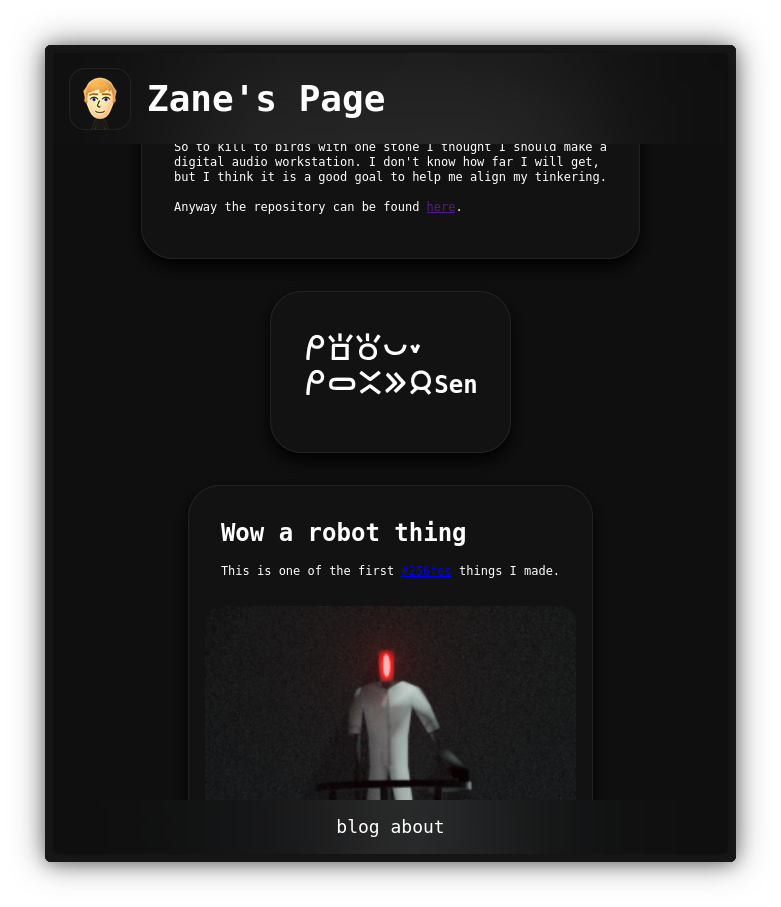 Zane's Page
So to kill to birds with one stone I thought I should make a
digital audio workstation. I don't know how far I will get,
but I think it is a good goal to help me align my tinkering.
Anyway the repository can be found here.
Sen
Wow a robot thing
This is one of the first #256fes things I made.
blog about